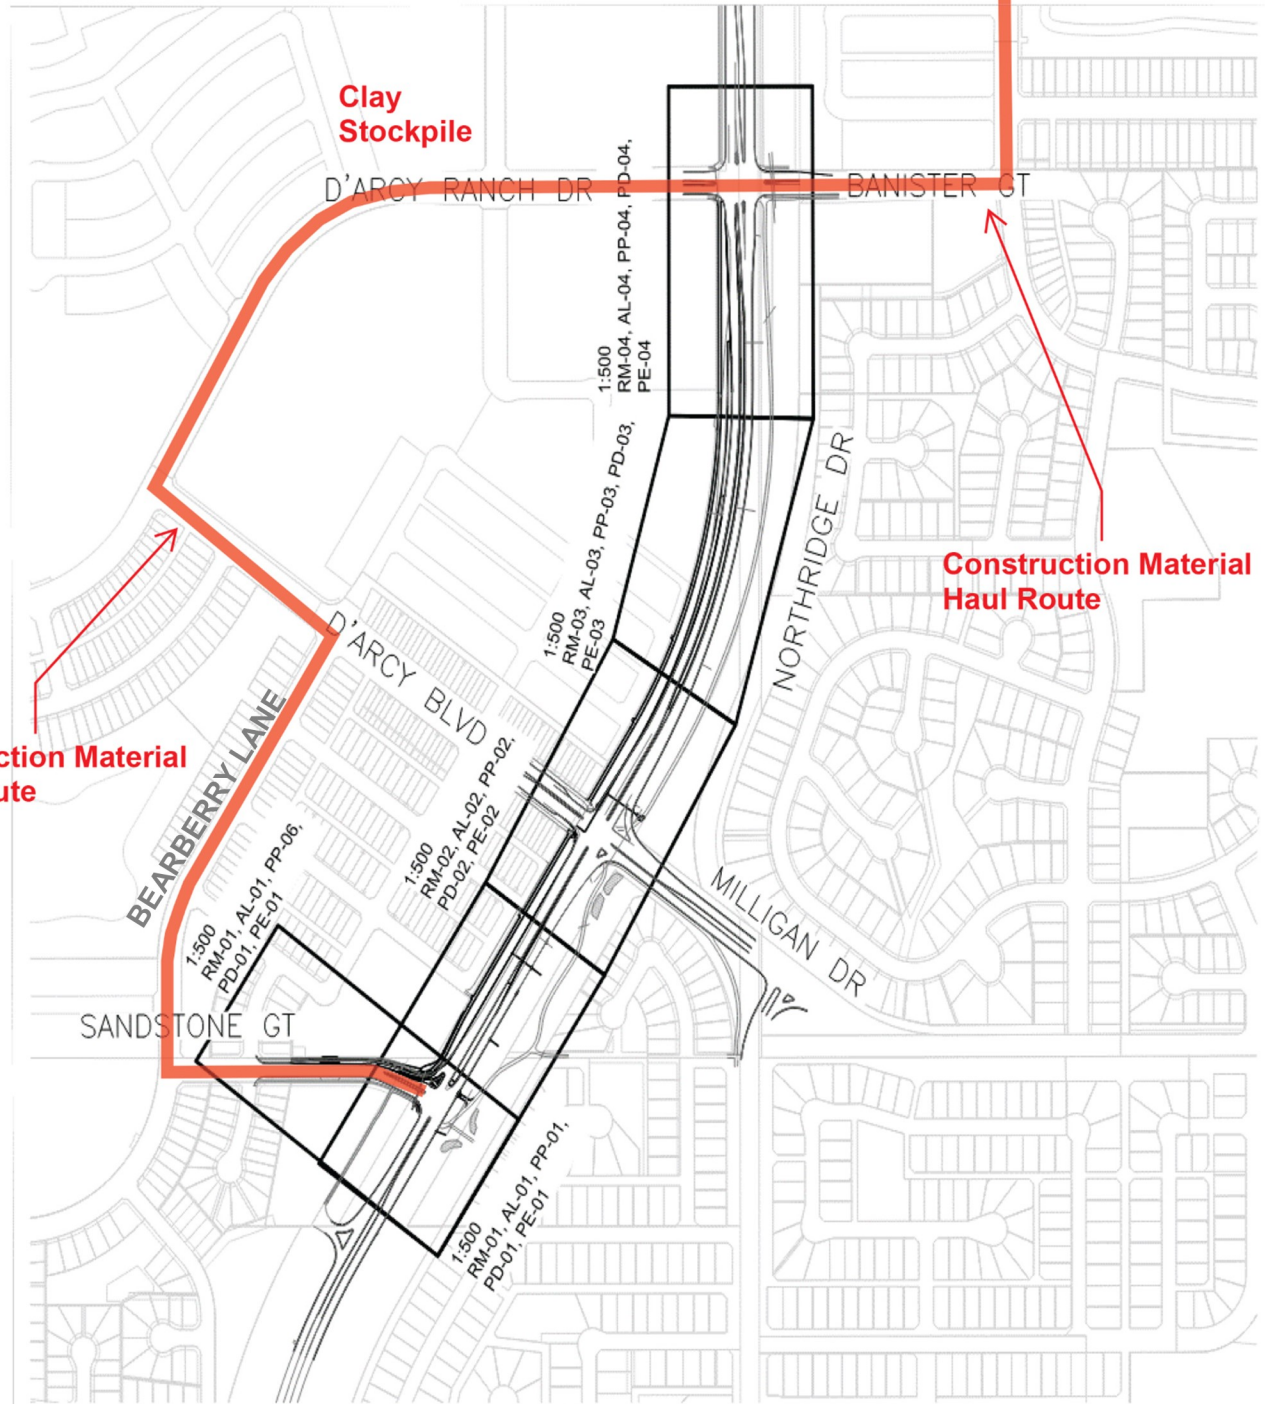 Clay
Stockpile
D'ARCY RANCH DR
BANISTER GT
1:500
RM-04, AL-04, PP-04, PD-04,
PE-04
1:500
RM-03, AL-03, PP-03, PD-03,
PE-03
NORTHRIDGE DR
Construction Material
Haul Route
D'ARCY BLVD
BEARBERRY LANE
ction Material
ute
1:500
RM-02, AL-02, PP-02,
PD-02, PE-02
1:500
RM-01, AL-01, PP-06,
PD-01, PE-01
MILLIGAN DR
SANDSTONE GT
1:500
RM-01, AL-01, PP-01,
PD-01, PE-01